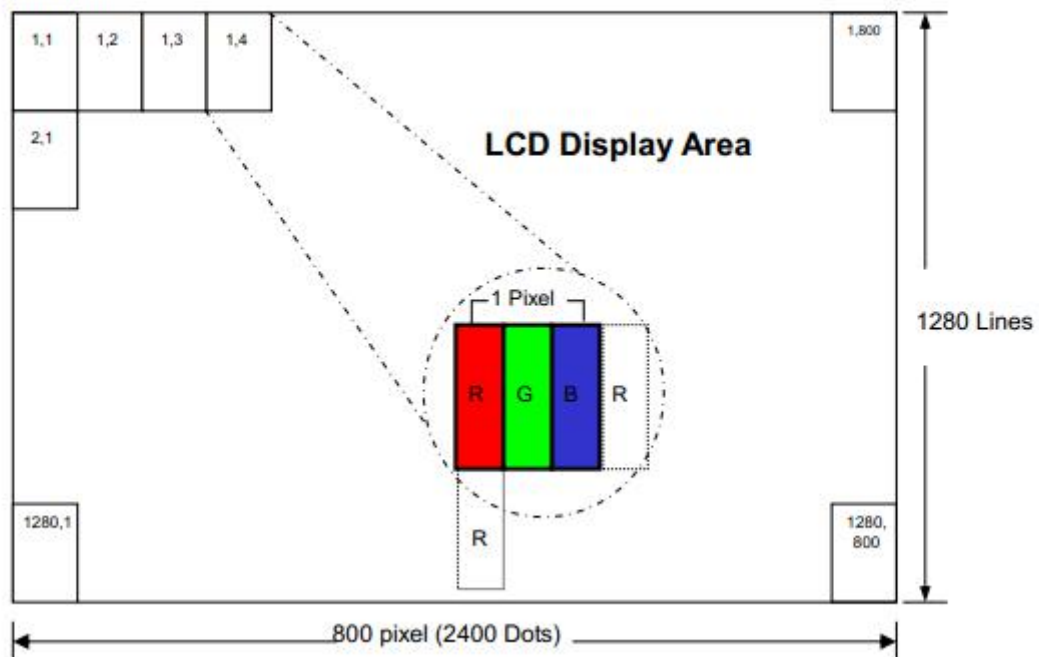 1,1 1,2 1,3 1,4 1,800
2,1
LCD Display Area
1 Pixel
1280 Lines
R G B R
1280,1
1280,
800
R
800 pixel (2400 Dots)